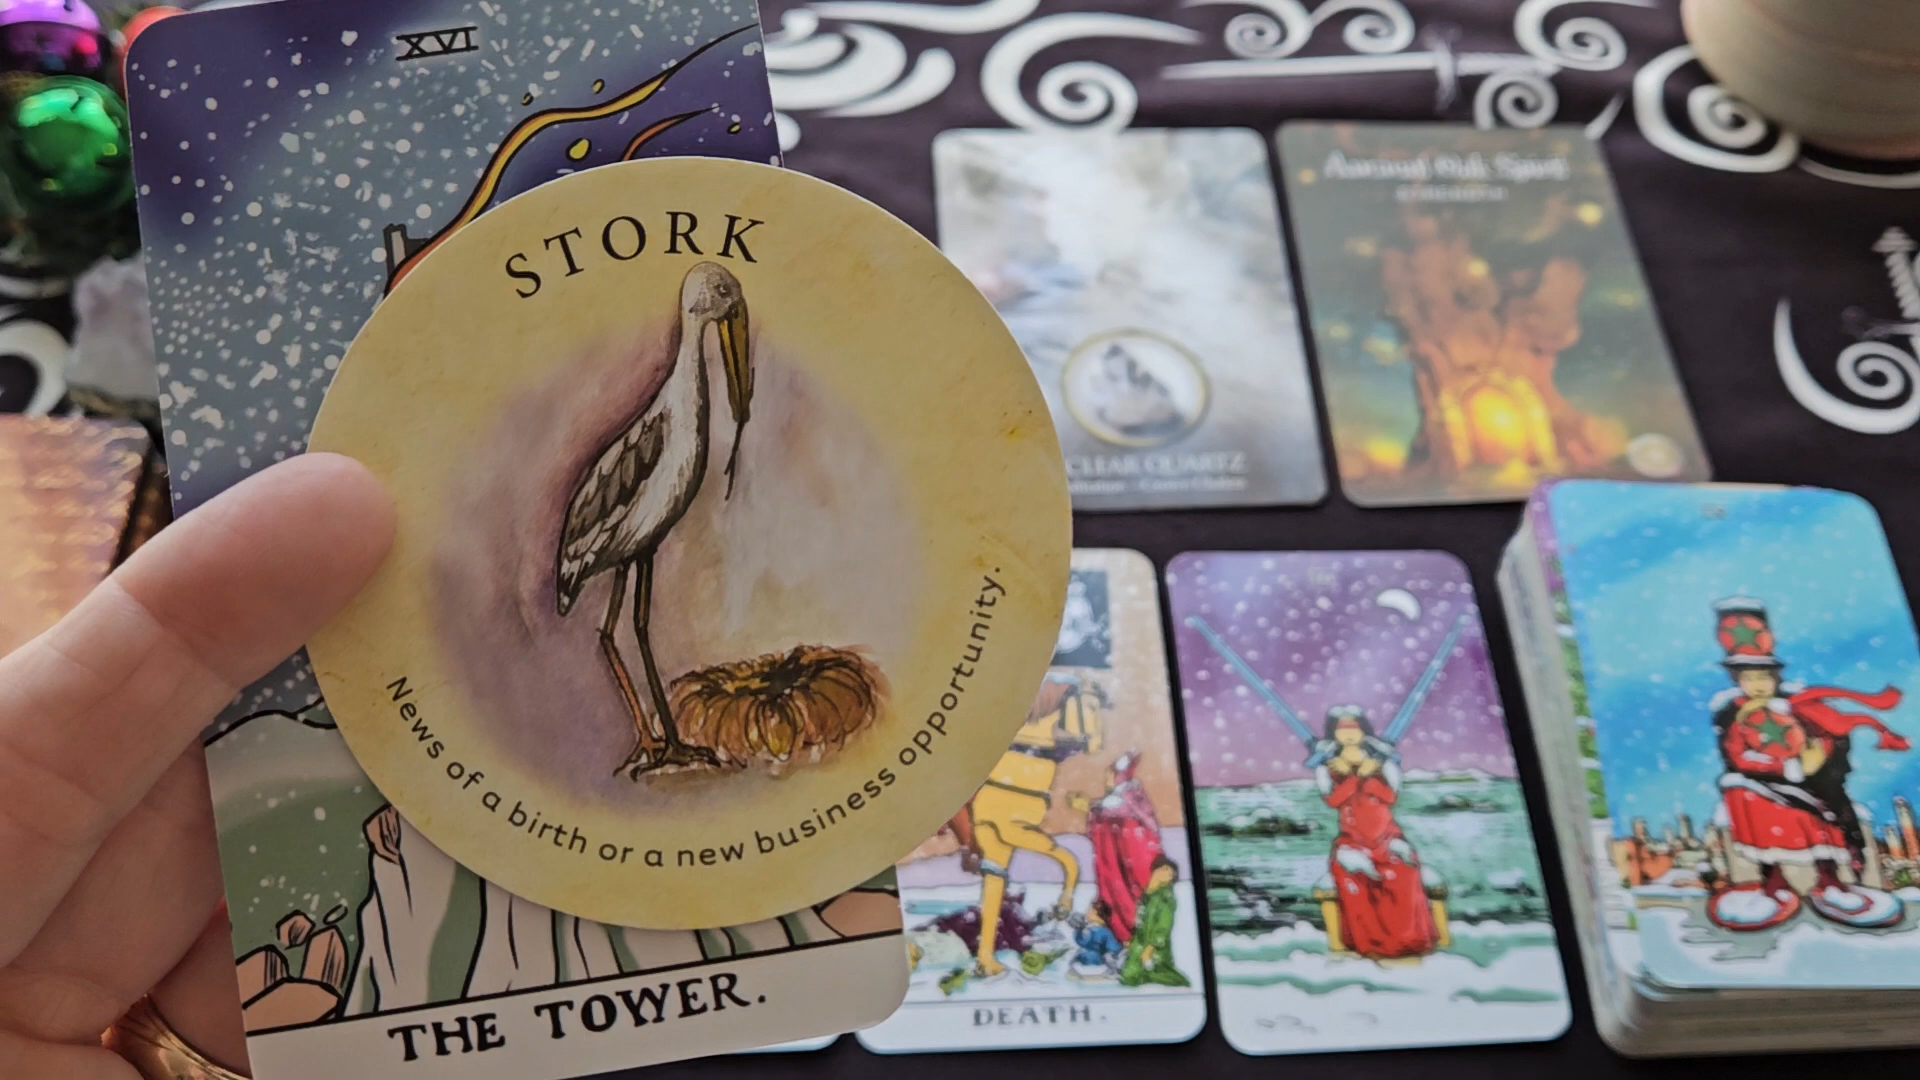 XVI
STORK
News of a birth or a new business opportunity.
THE TOWER.
CLEAR QUARTZ
DEATH.